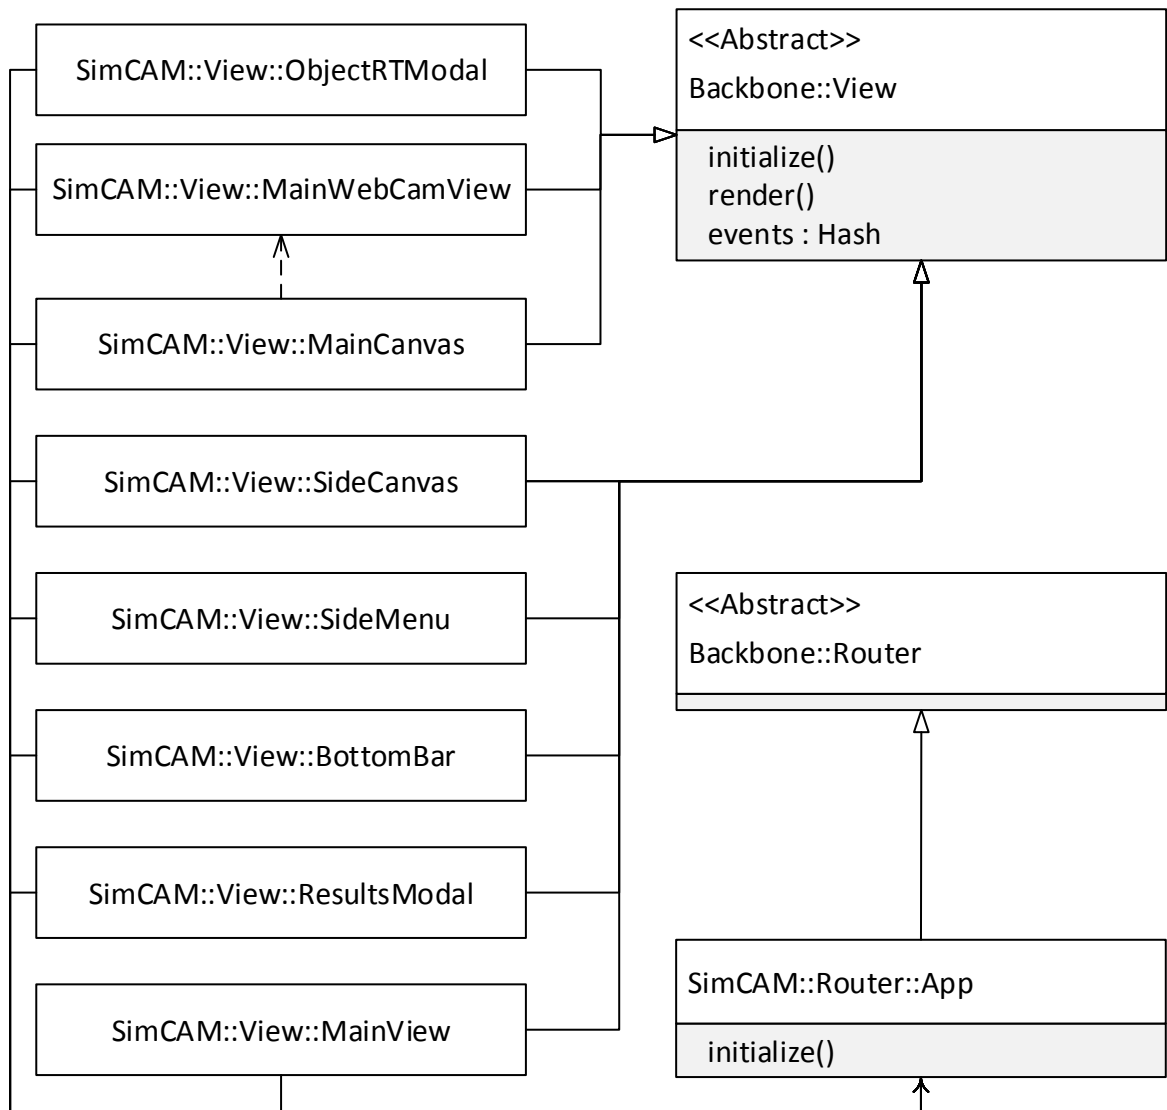 SimCAM::View::ObjectRTModal
SimCAM::View::MainWebCamView
SimCAM::View::MainCanvas
SimCAM::View::SideCanvas
SimCAM::View::SideMenu
SimCAM::View::BottomBar
SimCAM::View::ResultsModal
SimCAM::View::MainView
<<Abstract>>
Backbone::View
initialize()
render()
events : Hash
<<Abstract>>
Backbone::Router
SimCAM::Router::App
initialize()